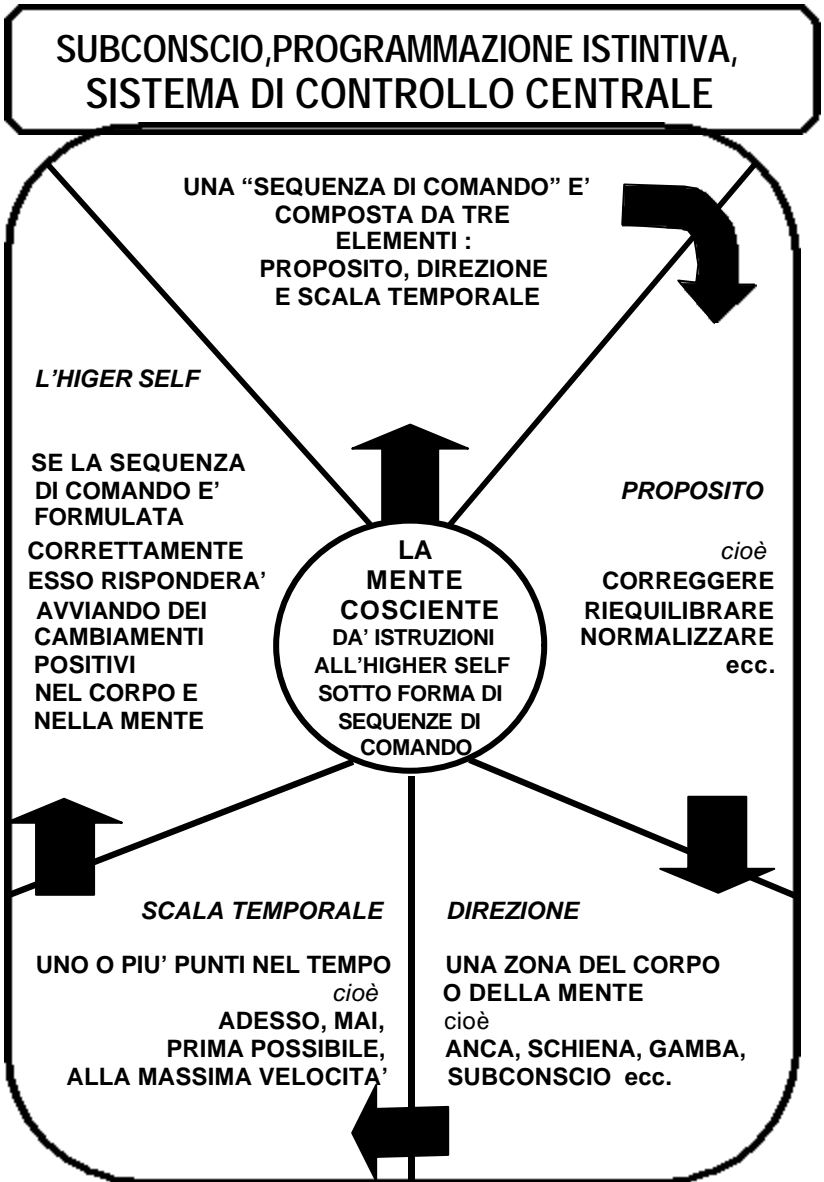 SUBCONSCIO,PROGRAMMAZIONE ISTINTIVA,
SISTEMA DI CONTROLLO CENTRALE
UNA “SEQUENZA DI COMANDO” E’
COMPOSTA DA TRE
ELEMENTI :
PROPOSITO, DIREZIONE
E SCALA TEMPORALE
L'HIGER SELF
SE LA SEQUENZA
DI COMANDO E’
FORMULATA
CORRETTAMENTE
ESSO RISPONDERA’
AVVIANDO DEI
CAMBIAMENTI
POSITIVI
NEL CORPO E
NELLA MENTE
LA
MENTE
COSCIENTE
DA’ ISTRUZIONI
ALL’HIGHER SELF
SOTTO FORMA DI
SEQUENZE DI
COMANDO
PROPOSITO
cioè
CORREGGERE
RIEQUILIBRARE
NORMALIZZARE
ecc.
SCALA TEMPORALE
UNO O PIU’ PUNTI NEL TEMPO
cioè
ADESSO, MAI,
PRIMA POSSIBILE,
ALLA MASSIMA VELOCITA’
DIREZIONE
UNA ZONA DEL CORPO
O DELLA MENTE
cioè
ANCA, SCHIENA, GAMBA,
SUBCONSCIO ecc.